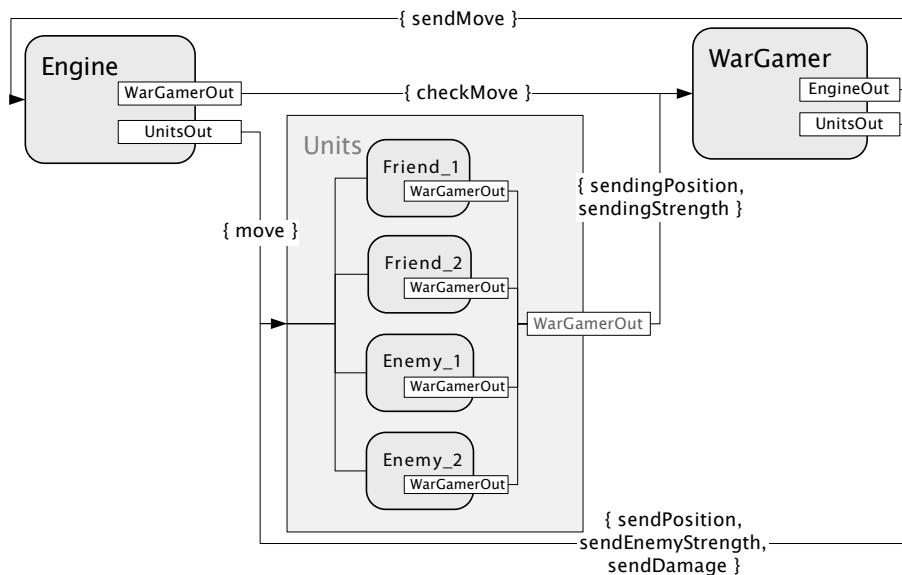 { sendMove }
Engine
WarGamer
WarGamerOut
{ checkMove }
EngineOut
UnitsOut
UnitsOut
Units
Friend_1
WarGamerOut
{ sendingPosition,
sendingStrength }
{ move }
Friend_2
WarGamerOut
WarGamerOut
Enemy_1
WarGamerOut
Enemy_2
WarGamerOut
{ sendPosition,
sendEnemyStrength,
sendDamage }